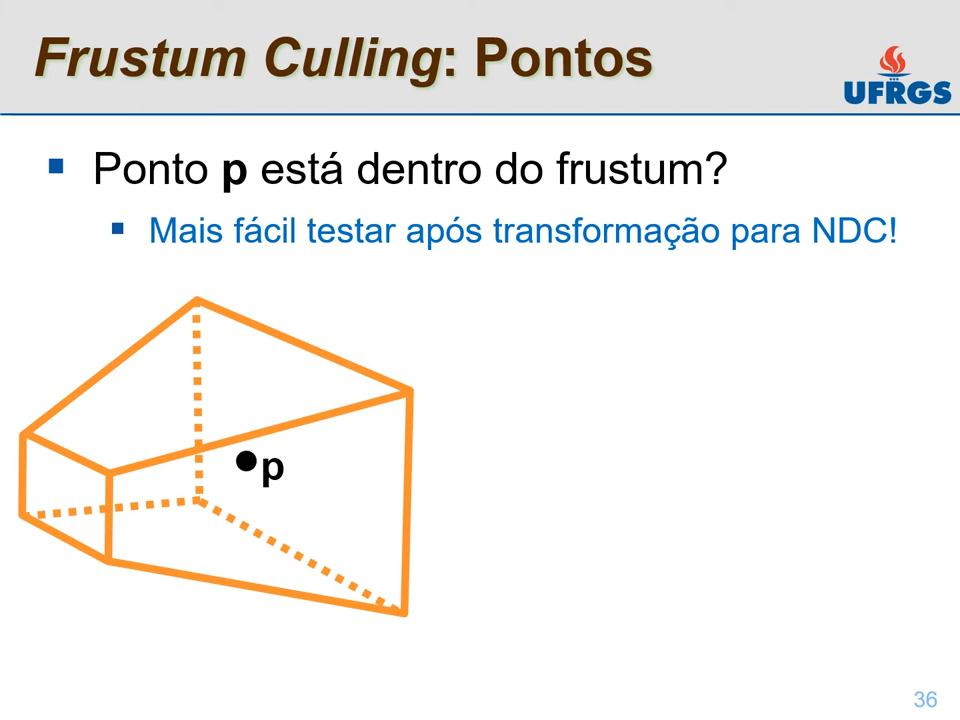 Frustum Culling: Pontos
UFRGS
Ponto p está dentro do frustum?
Mais fácil testar após transformação para NDC!
p
36